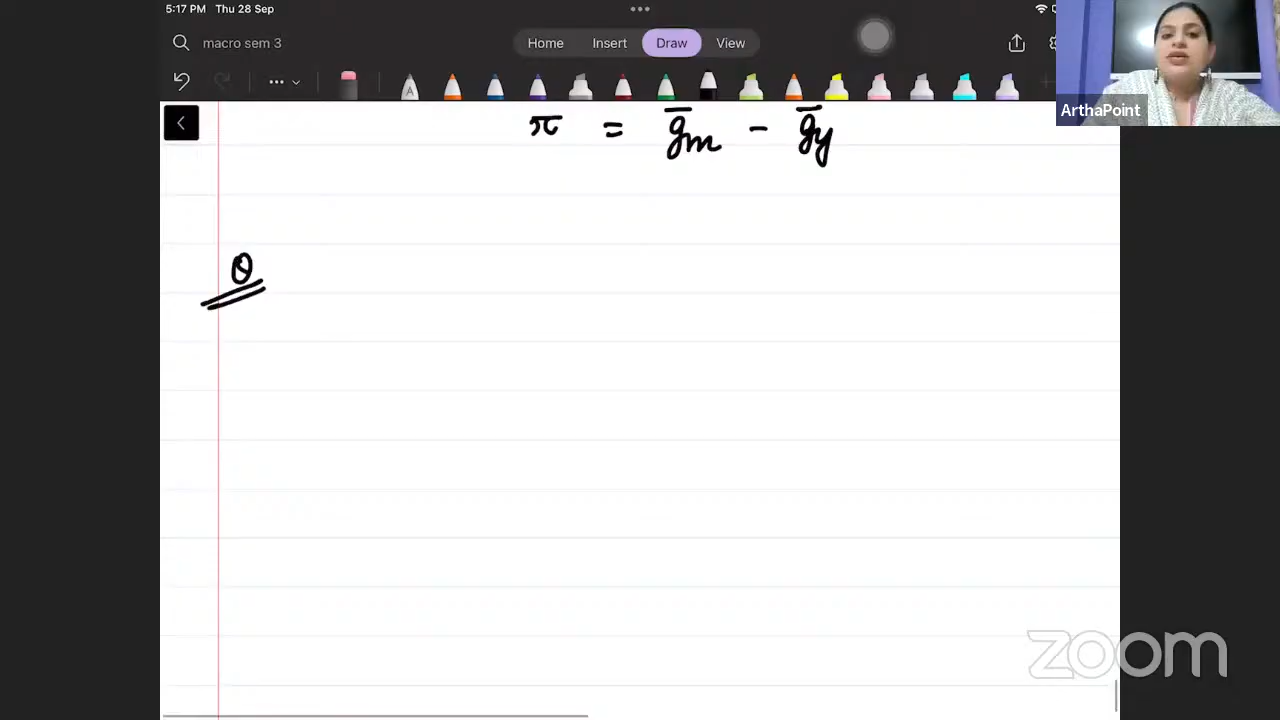 5:17 PM Thu 28 Sep
macro sem 3
Home Insert Draw View
A
ArthaPoint
π = ḡm - ḡy
Q
zoom